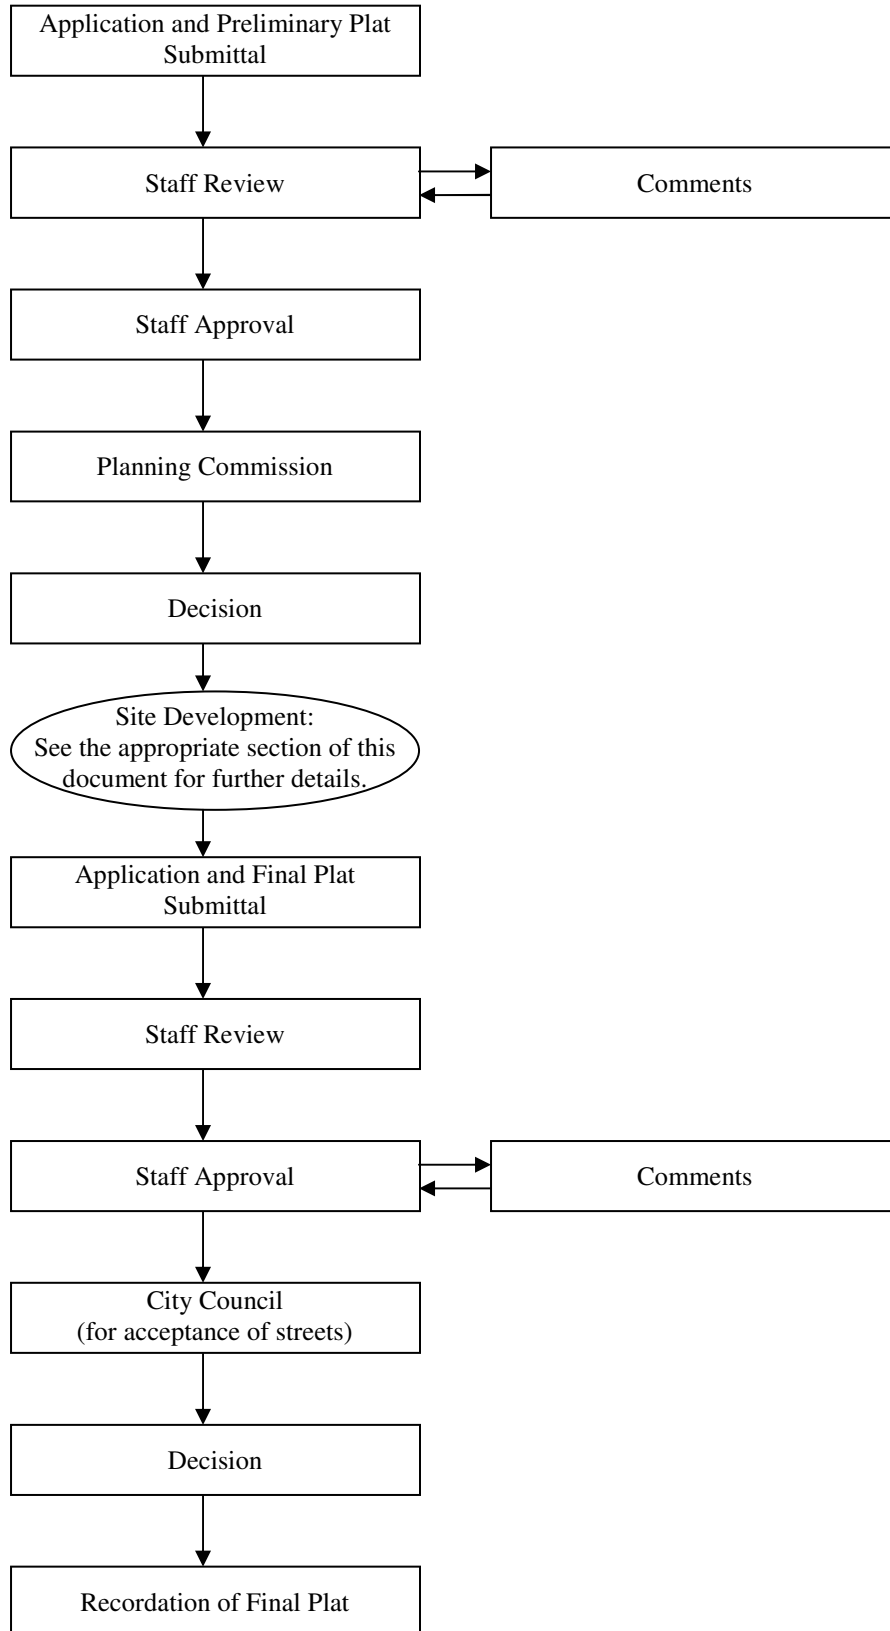 Application and Preliminary Plat
Submittal
Staff Review
Comments
Staff Approval
Planning Commission
Decision
Site Development:
See the appropriate section of this
document for further details.
Application and Final Plat
Submittal
Staff Review
Staff Approval
Comments
City Council
(for acceptance of streets)
Decision
Recordation of Final Plat